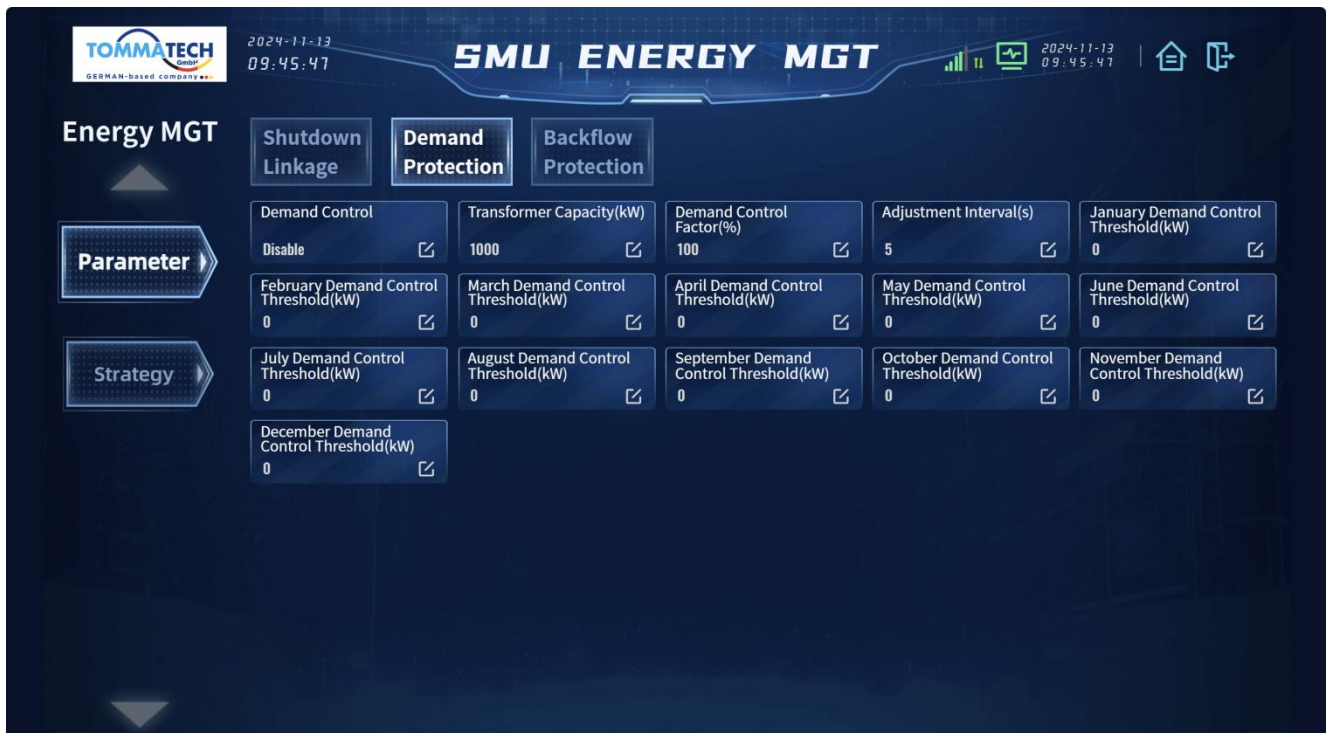 TOMMATECH
GmbH
GERMAN-based company
2024-11-13
09:45:47
SMU ENERGY MGT
2024-11-13
09:45:47
Energy MGT
Parameter
Strategy
Shutdown
Linkage
Demand
Protection
Backflow
Protection
Demand Control
Disable
Transformer Capacity(kW)
1000
Demand Control
Factor(%)
100
Adjustment Interval(s)
5
January Demand Control
Threshold(kW)
0
February Demand Control
Threshold(kW)
0
March Demand Control
Threshold(kW)
0
April Demand Control
Threshold(kW)
0
May Demand Control
Threshold(kW)
0
June Demand Control
Threshold(kW)
0
July Demand Control
Threshold(kW)
0
August Demand Control
Threshold(kW)
0
September Demand
Control Threshold(kW)
0
October Demand Control
Threshold(kW)
0
November Demand
Control Threshold(kW)
0
December Demand
Control Threshold(kW)
0